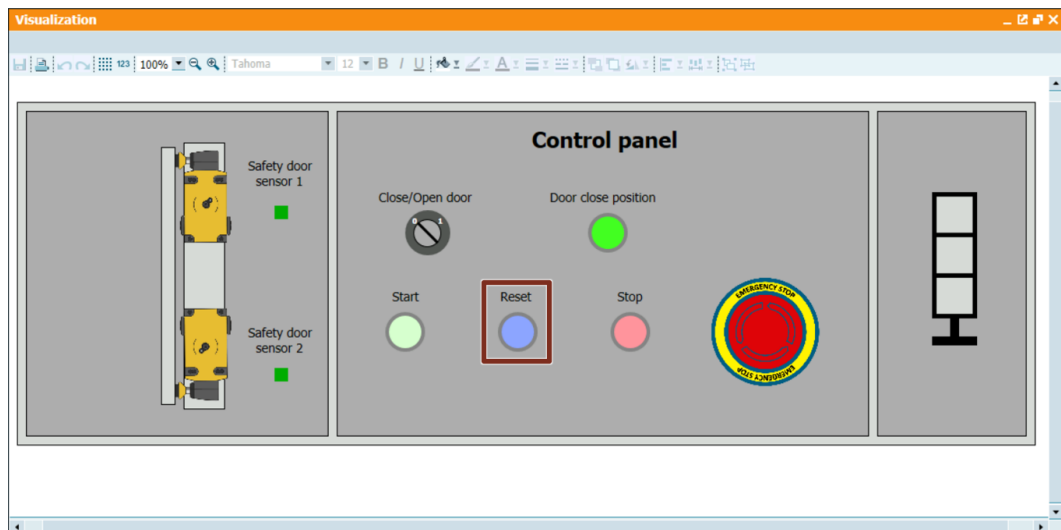 Visualization
123
100%
Tahoma
12
B I U
A
Control panel
Safety door
sensor 1
Close/Open door
Door close position
0 1
Start
Reset
Stop
EMERGENCY STOP
EMERGENCY STOP
Safety door
sensor 2